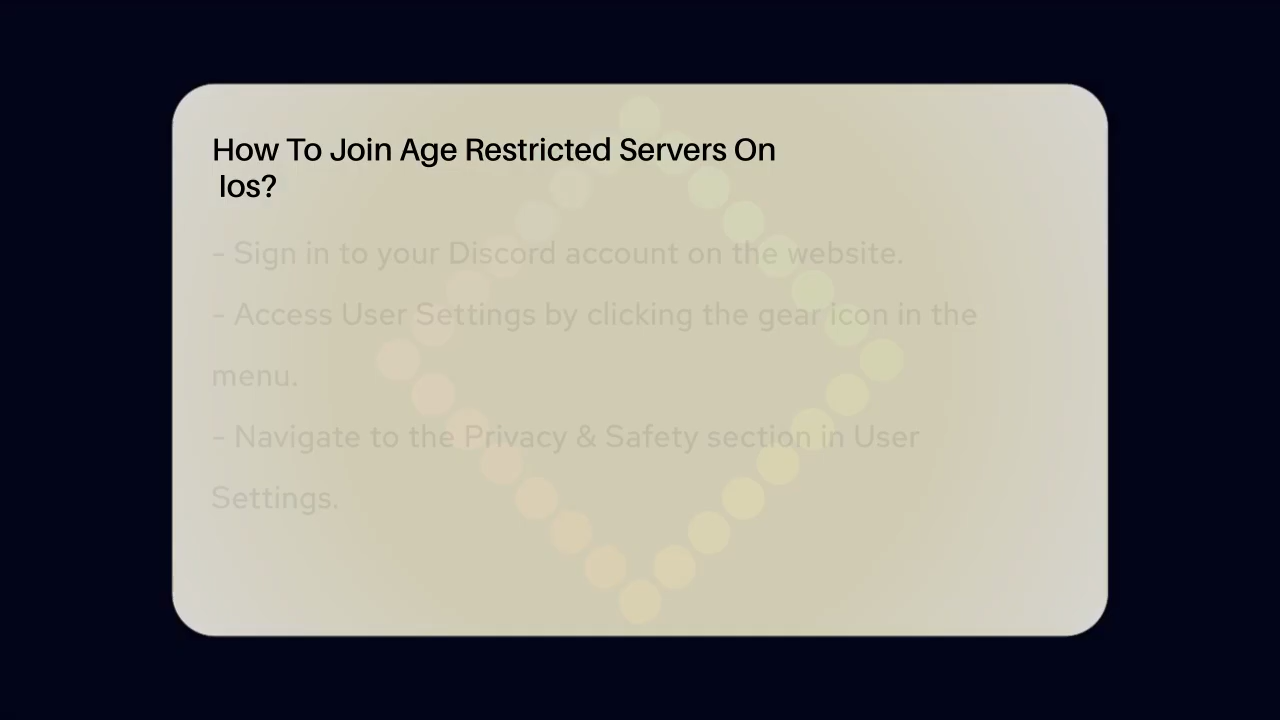 How To Join Age Restricted Servers On
Ios?
- Sign in to your Discord account on the website.
- Access User Settings by clicking the gear icon in the
menu.
- Navigate to the Privacy & Safety section in User
Settings.